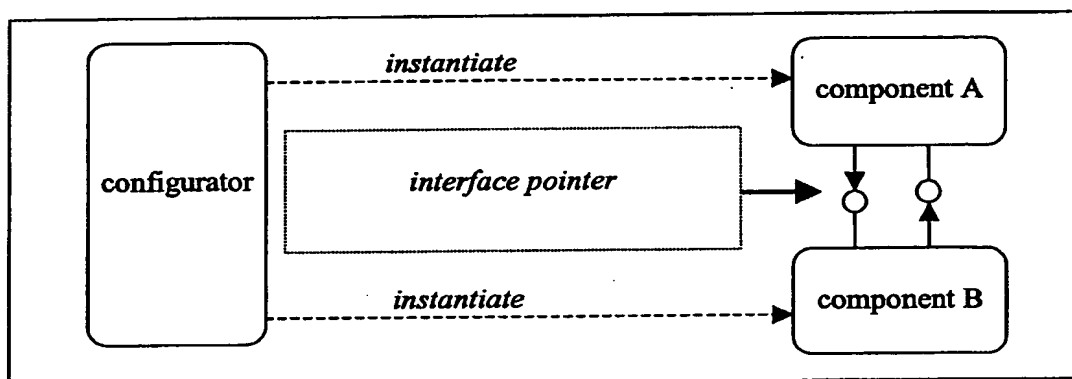 instantiate
component A
configurator
interface pointer
instantiate
component B